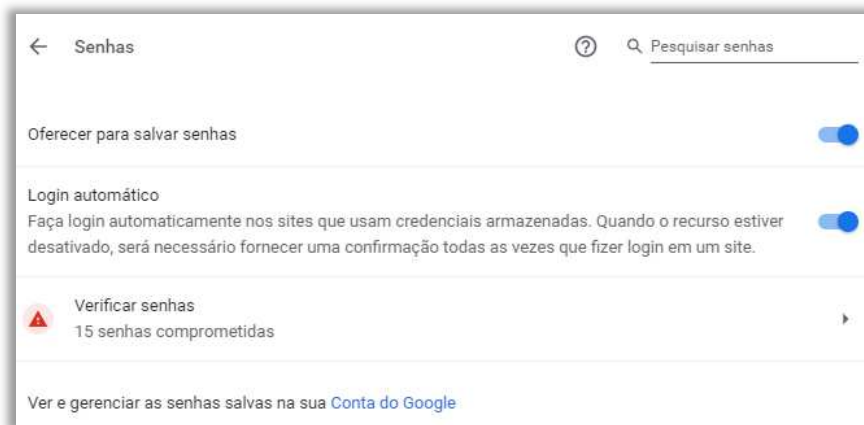 Senhas
Pesquisar senhas
Oferecer para salvar senhas
Login automático
Faça login automaticamente nos sites que usam credenciais armazenadas. Quando o recurso estiver
desativado, será necessário fornecer uma confirmação todas as vezes que fizer login em um site.
Verificar senhas
15 senhas comprometidas
Ver e gerenciar as senhas salvas na sua Conta do Google